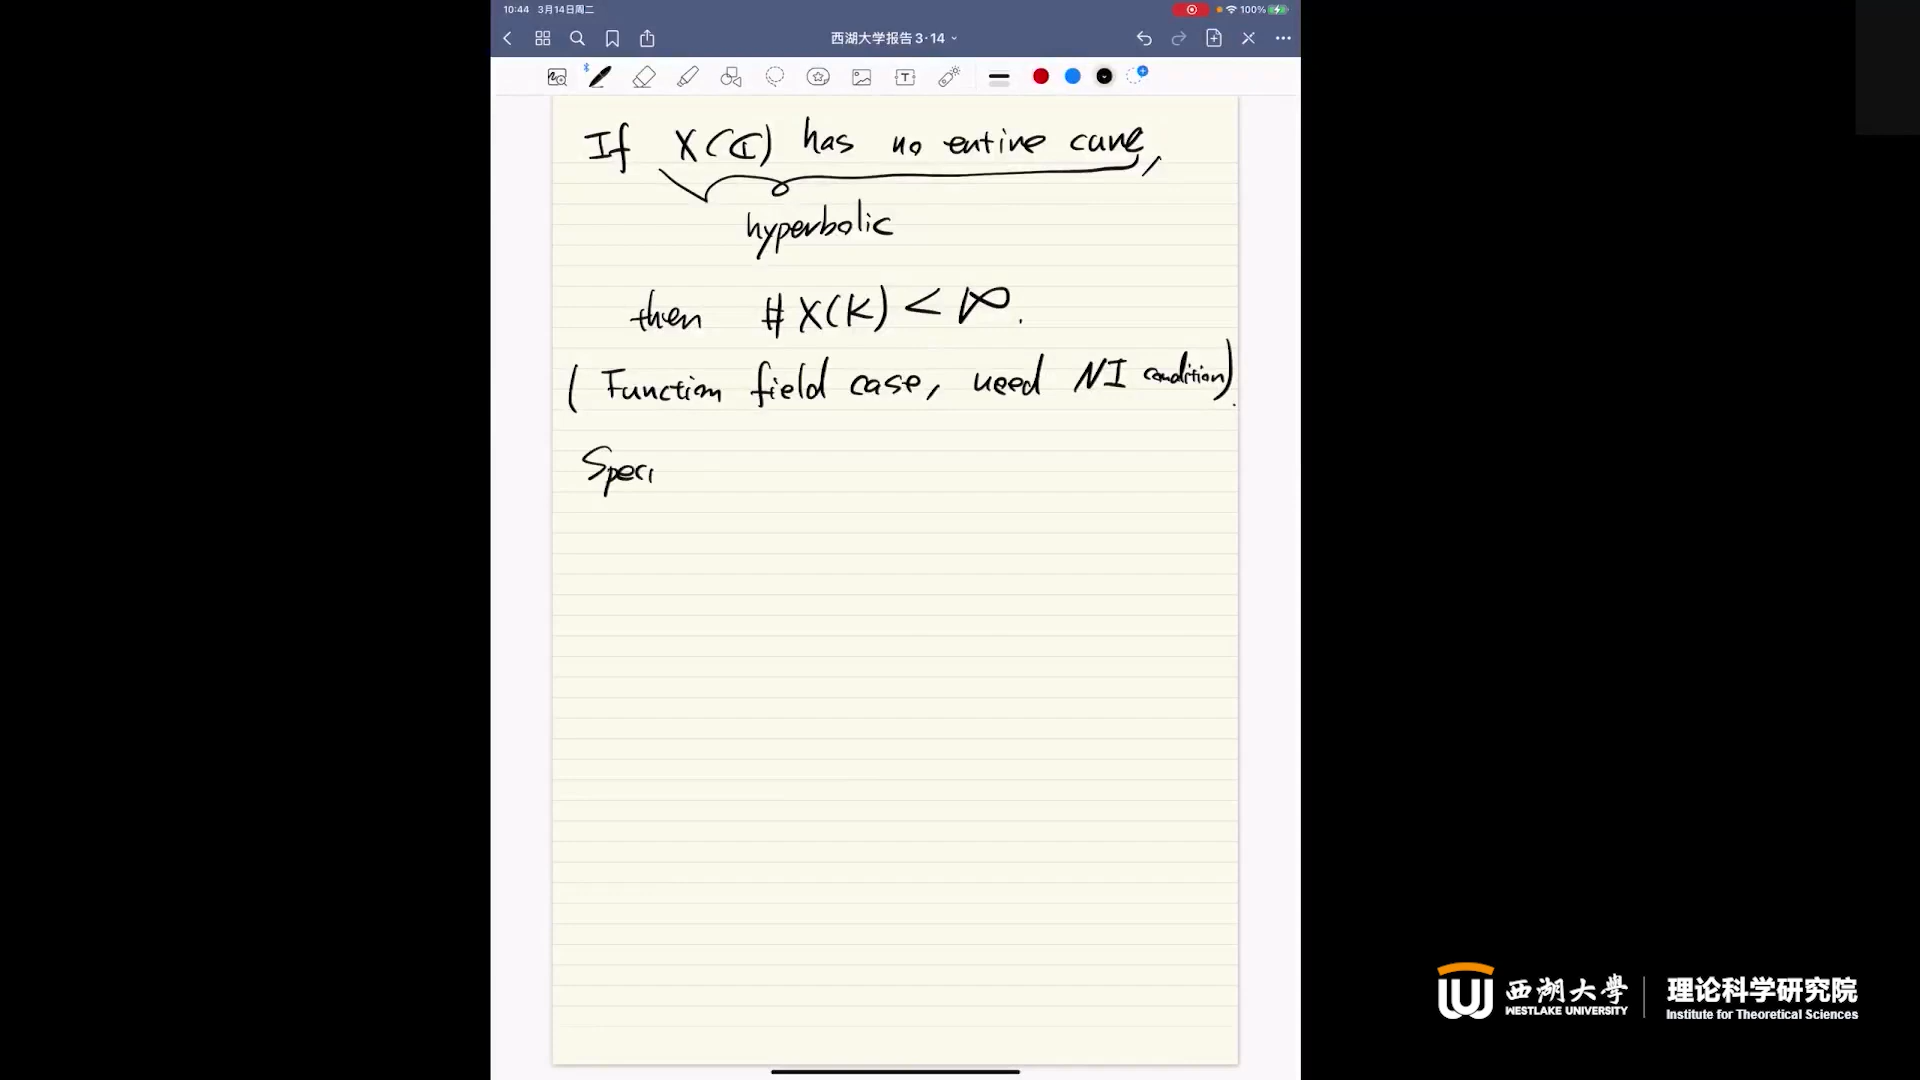 10:44 3月14日周二
100%
西湖大学报告3·14
T
If X(ℂ) has no entire curve,
hyperbolic
then # X(K) < ∞.
( Function field case, need NI condition).
Speci
西湖大學 理论科学研究院
WESTLAKE UNIVERSITY Institute for Theoretical Sciences